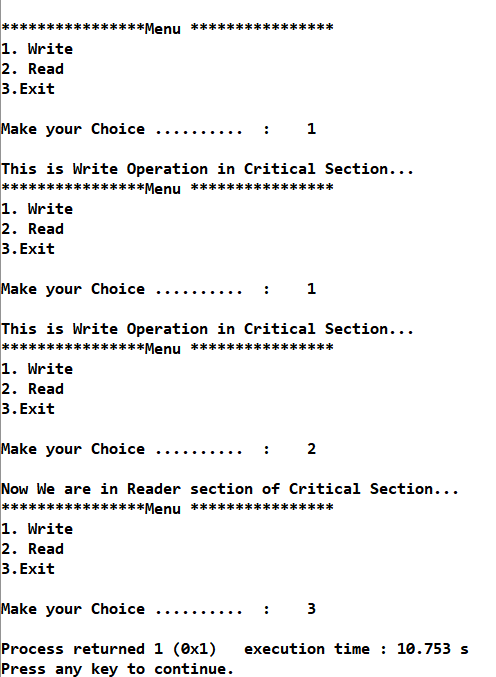 ****************Menu ****************
1. Write
2. Read
3.Exit
Make your Choice ..........  :    1
This is Write Operation in Critical Section...
****************Menu ****************
1. Write
2. Read
3.Exit
Make your Choice ..........  :    1
This is Write Operation in Critical Section...
****************Menu ****************
1. Write
2. Read
3.Exit
Make your Choice ..........  :    2
Now We are in Reader section of Critical Section...
****************Menu ****************
1. Write
2. Read
3.Exit
Make your Choice ..........  :    3
Process returned 1 (0x1)   execution time : 10.753 s
Press any key to continue.